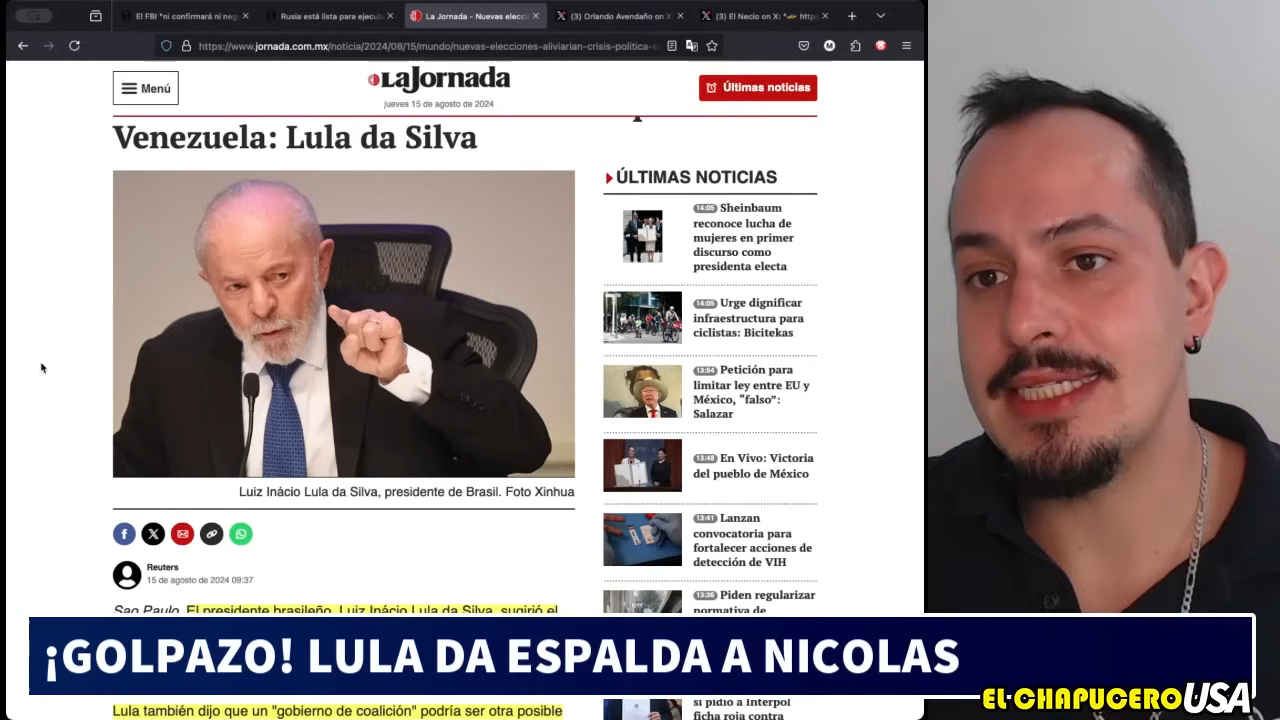 El FBI "ni confirmará ni neg
Rusia está lista para ejecut
La Jornada - Nuevas elecci
(3) Orlando Avendaño on X
(3) El Necio on X: "
http
https://www.jornada.com.mx/noticia/2024/08/15/mundo/nuevas-elecciones-aliviarian-crisis-politica-e
Menú
LaJornada
jueves 15 de agosto de 2024
Últimas noticias
Venezuela: Lula da Silva
Luiz Inácio Lula da Silva, presidente de Brasil. Foto Xinhua
Reuters
15 de agosto de 2024 09:37
Sao Paulo. El presidente brasileño, Luiz Inácio Lula da Silva, sugirió el
Lula también dijo que un "gobierno de coalición" podría ser otra posible
ÚLTIMAS NOTICIAS
14:05 Sheinbaum
reconoce lucha de
mujeres en primer
discurso como
presidenta electa
14:05 Urge dignificar
infraestructura para
ciclistas: Bicitekas
13:54 Petición para
limitar ley entre EU y
México, “falso”:
Salazar
13:48 En Vivo: Victoria
del pueblo de México
13:41 Lanzan
convocatoria para
fortalecer acciones de
detección de VIH
13:36 Piden regularizar
normativa de
si pidió a Interpol
ficha roja contra
¡GOLPAZO! LULA DA ESPALDA A NICOLAS
EL CHAPUCERO USA